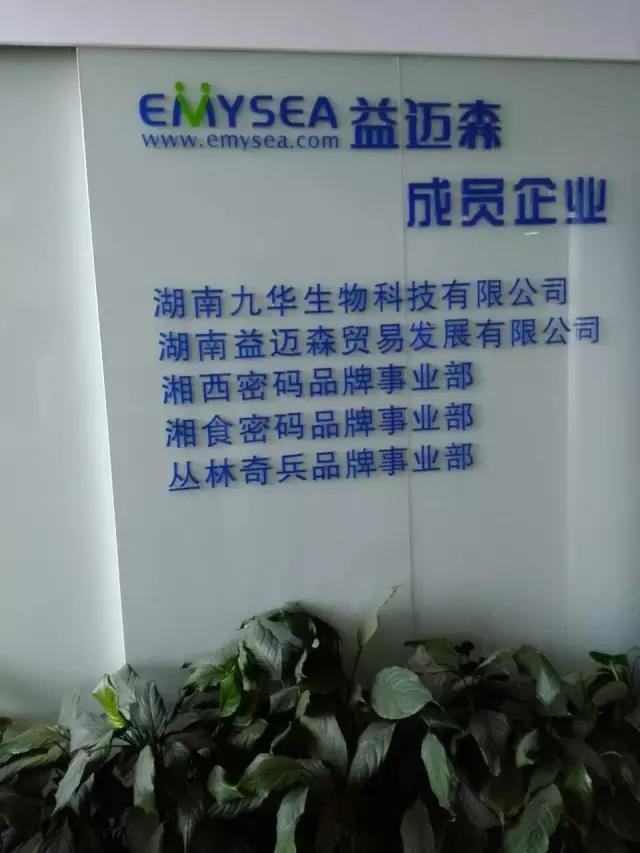 EMYSEA 益迈森
www.emysea.com
成员企业
湖南九华生物科技有限公司
湖南益迈森贸易发展有限公司
湘西密码品牌事业部
湘食密码品牌事业部
丛林奇兵品牌事业部